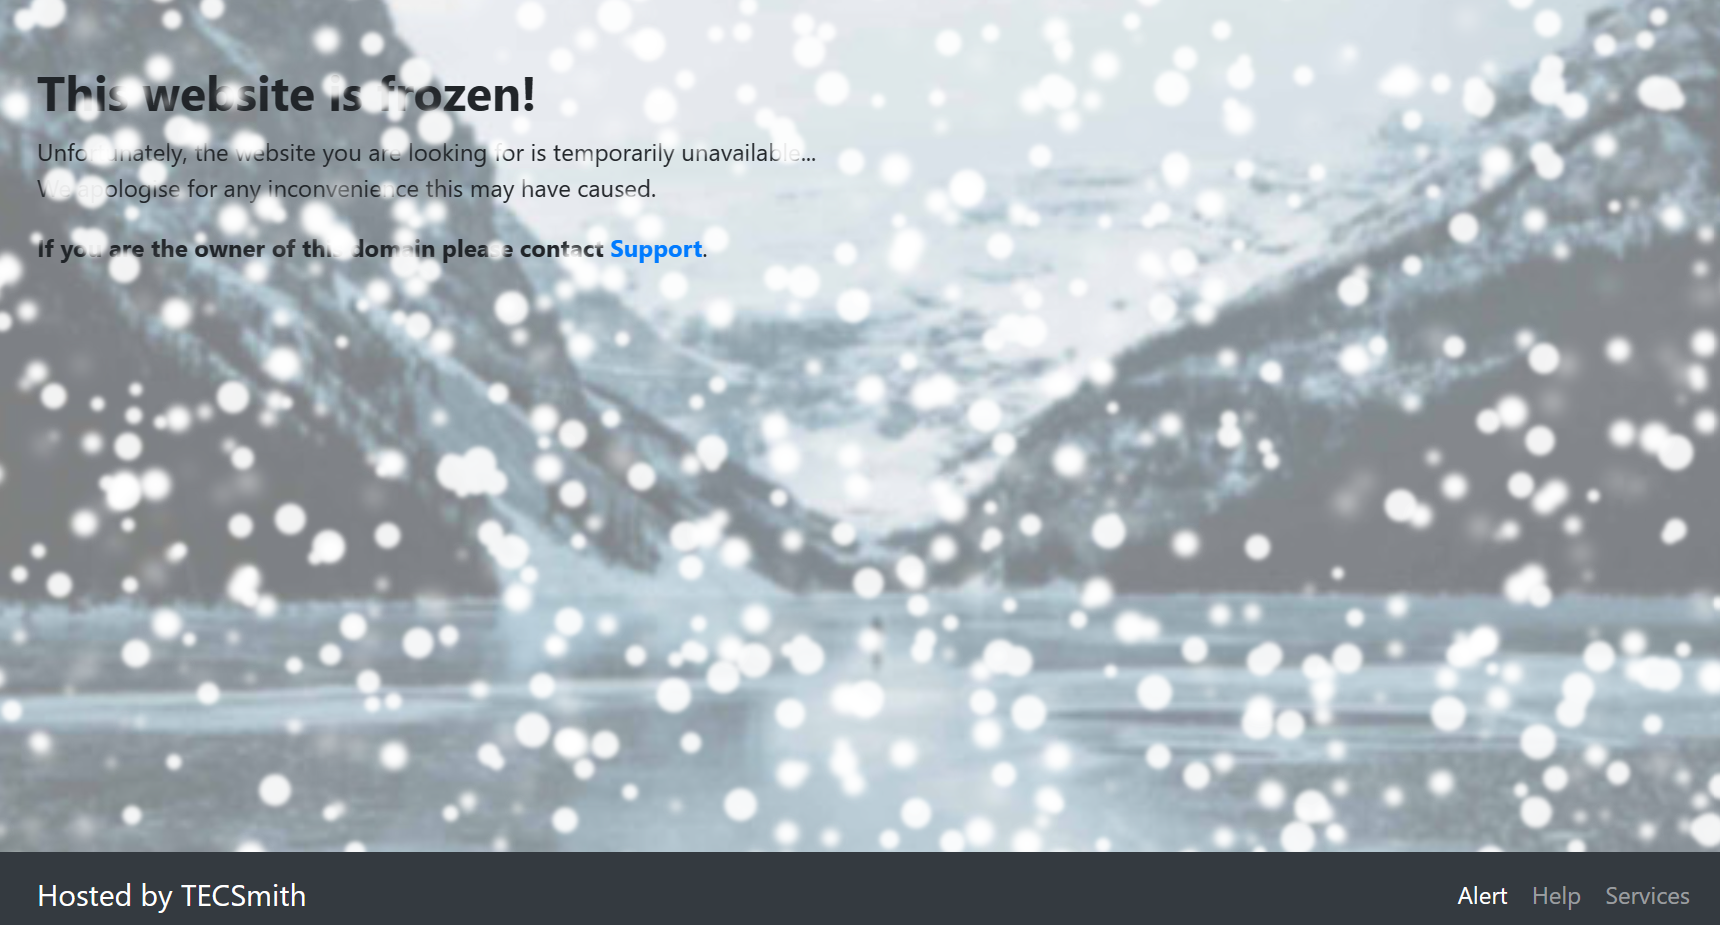 This website is frozen!
Unfortunately, the website you are looking for is temporarily unavailable...
We apologise for any inconvenience this may have caused.
If you are the owner of this domain please contact Support.
Hosted by TECSmith
Alert Help Services